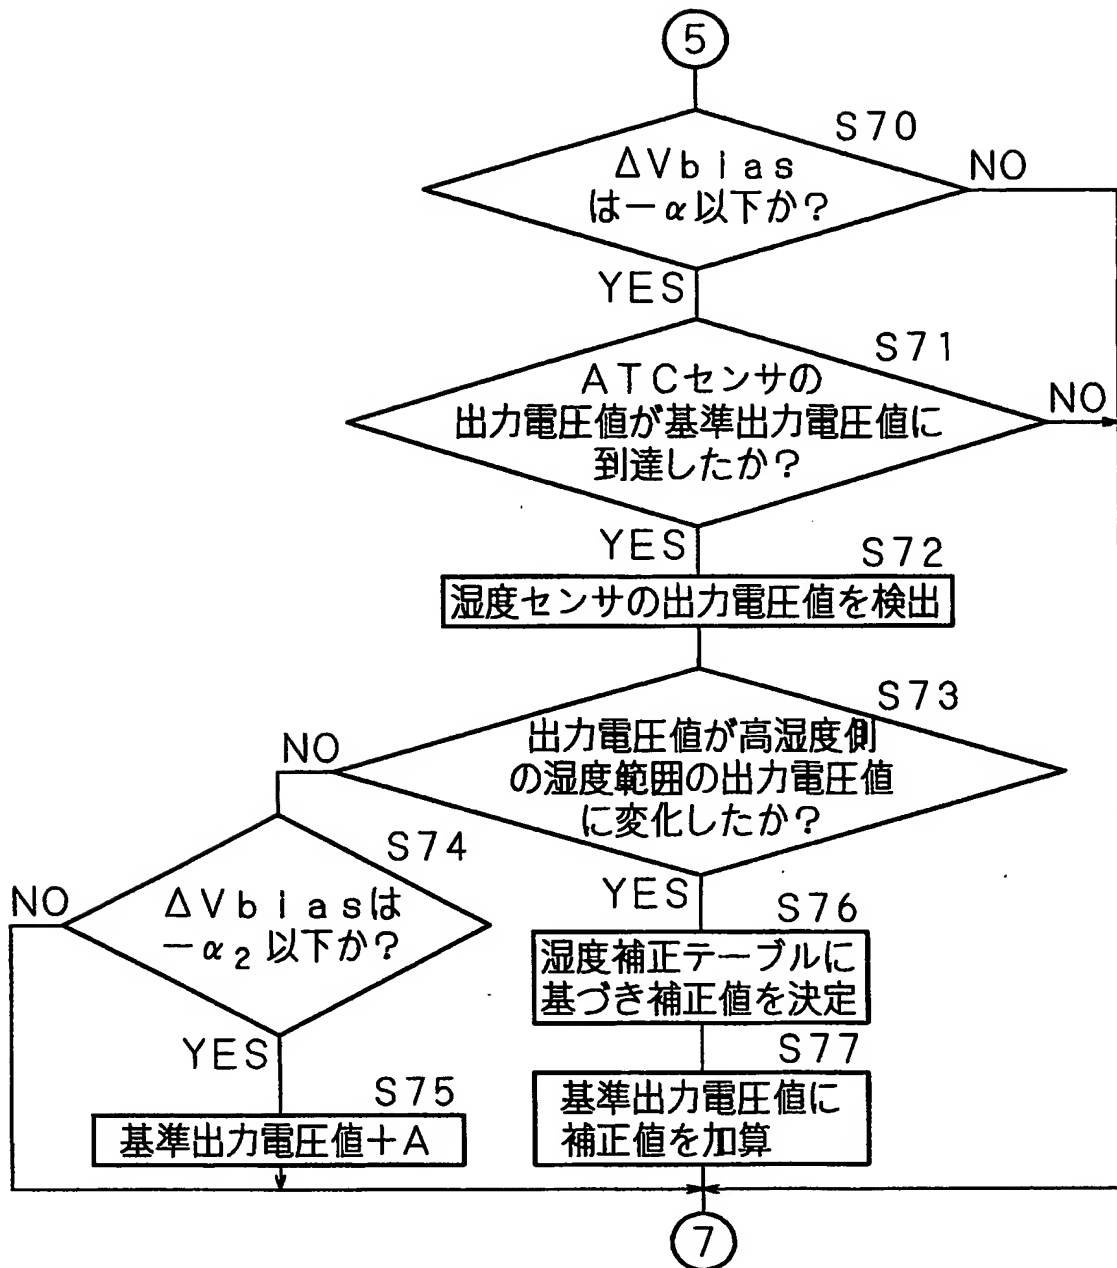 5
S70
ΔVbias
は-α以下か?
NO
YES
S71
ATCセンサの
出力電圧値が基準出力電圧値に
到達したか?
NO
YES
S72
湿度センサの出力電圧値を検出
S73
出力電圧値が高湿度側
の湿度範囲の出力電圧値
に変化したか?
NO
YES
S74
ΔVbiasは
-α2以下か?
NO
YES
S75
基準出力電圧値+A
S76
湿度補正テーブルに
基づき補正値を決定
S77
基準出力電圧値に
補正値を加算
7